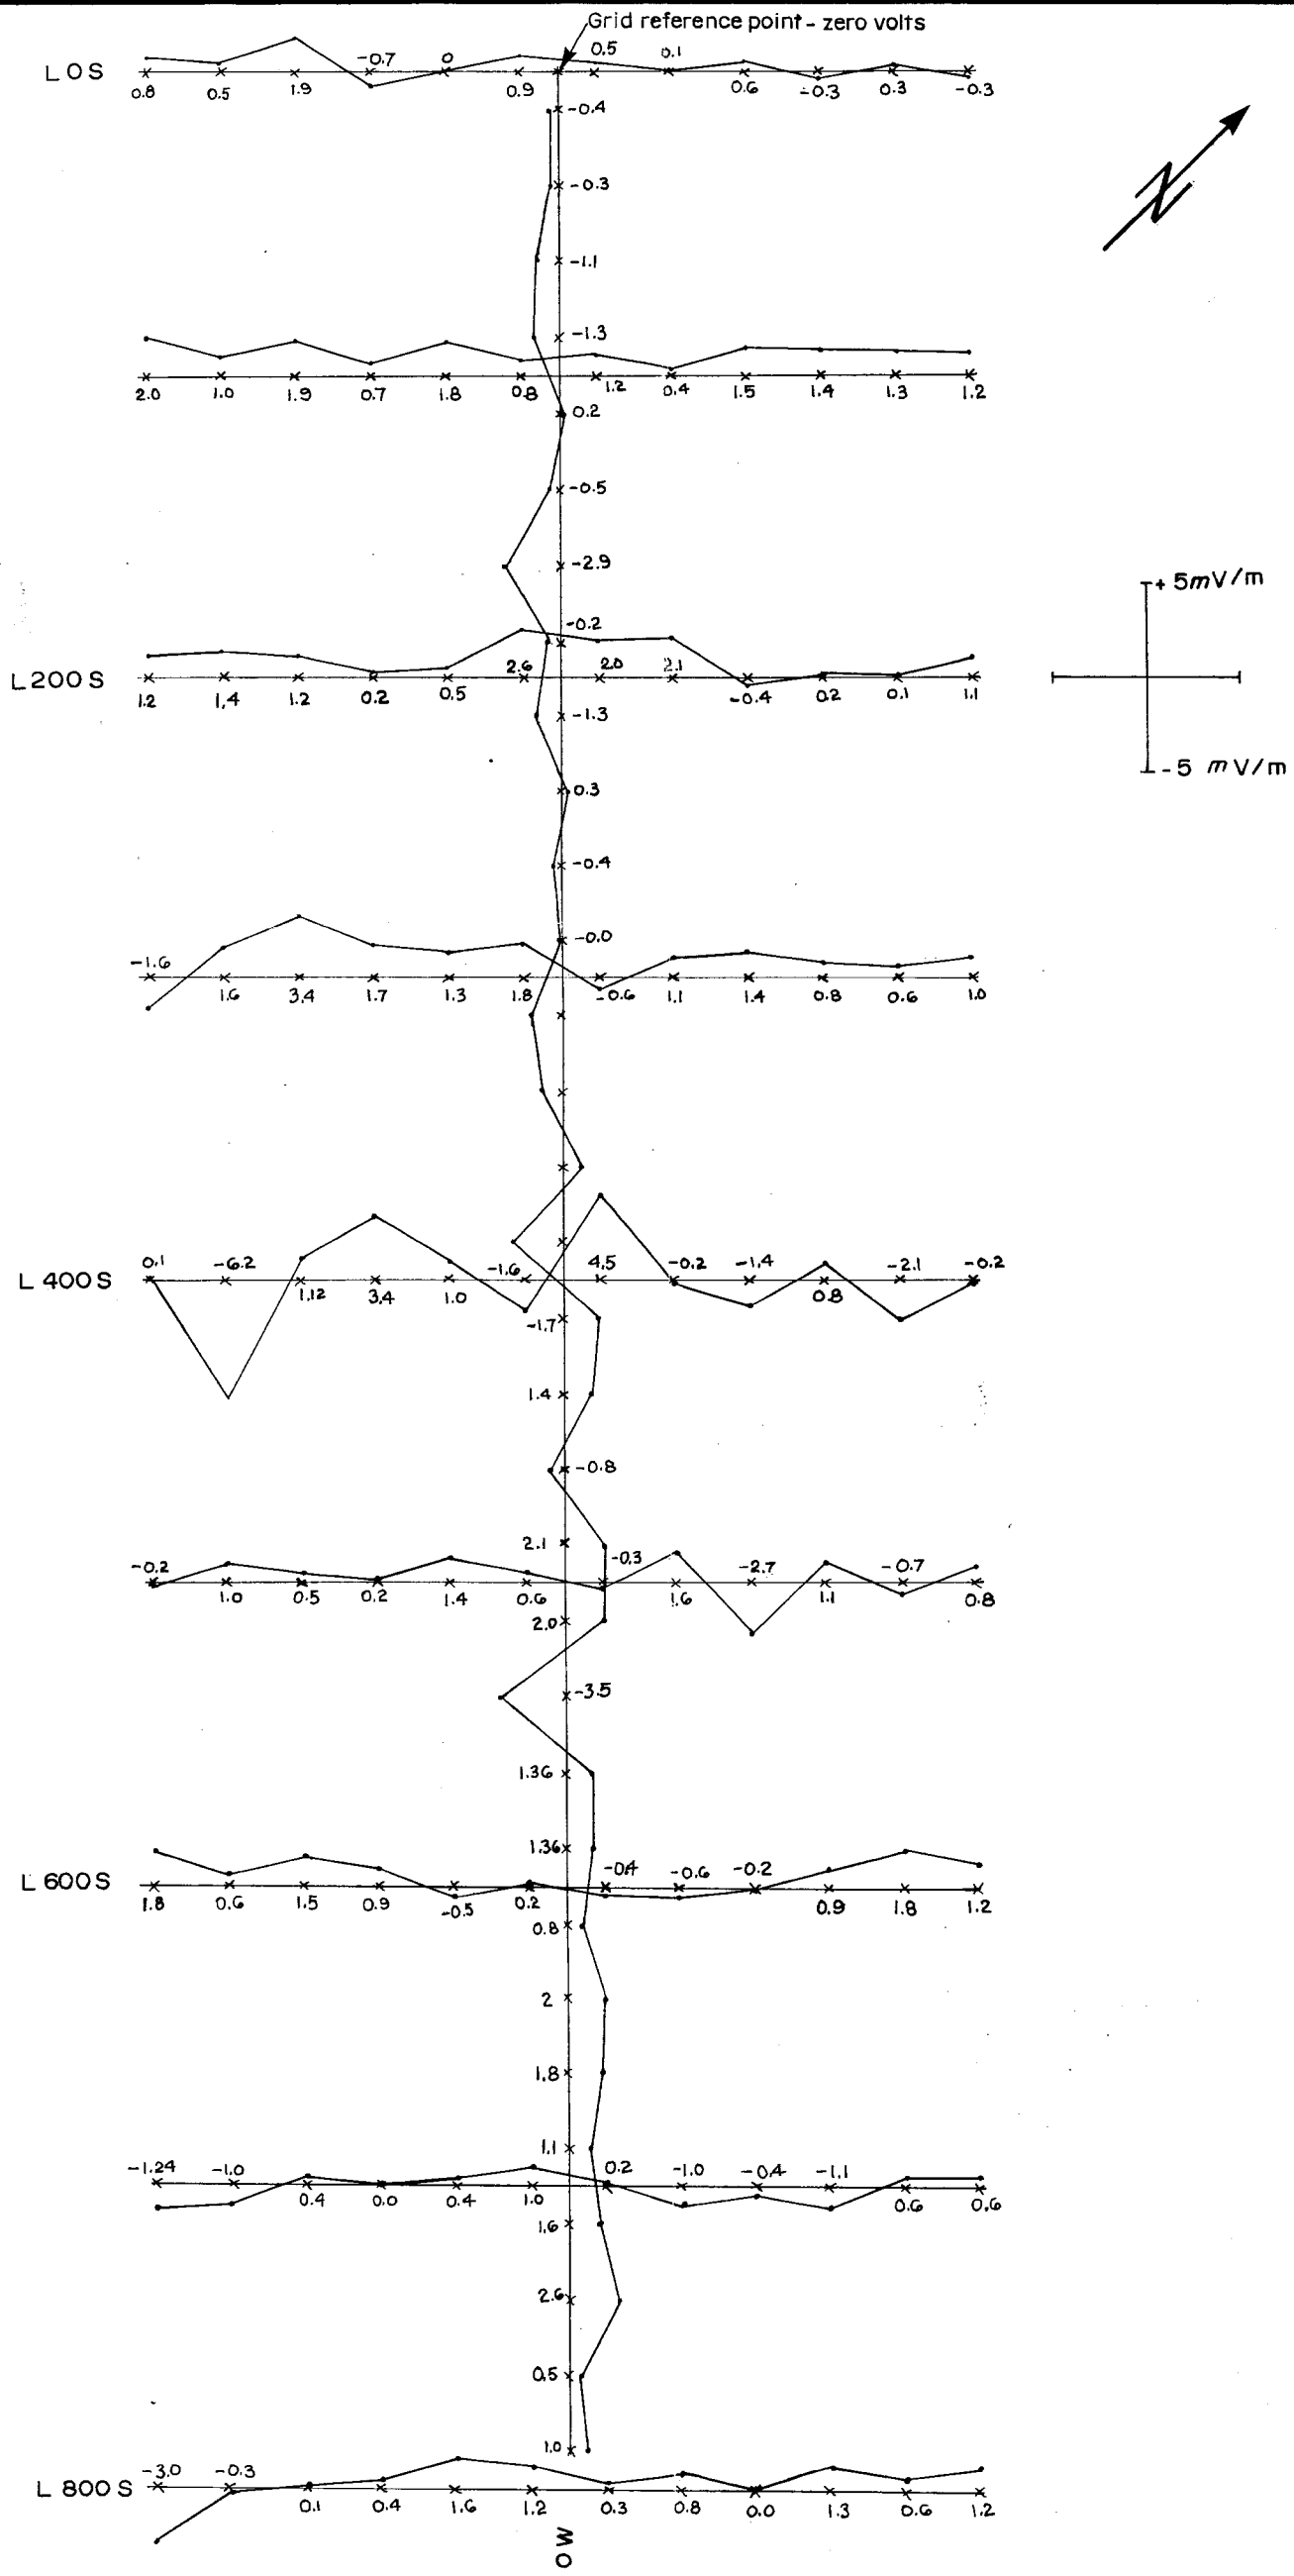 Grid reference point - zero volts
L 0 S
-0.7 0 0.5 0.1
0.8 0.5 1.9 0.9 0.6 -0.3 0.3 -0.3
-0.4
N
-0.3
-1.1
-1.3
2.0 1.0 1.9 0.7 1.8 0.8 1.2 0.4 1.5 1.4 1.3 1.2
0.2
-0.5
-2.9
+ 5mV/m
-0.2
L 200 S
2.6 2.0 2.1
1.2 1.4 1.2 0.2 0.5 -0.4 0.2 0.1 1.1
-1.3
- 5 mV/m
0.3
-0.4
-0.0
-1.6
1.6 3.4 1.7 1.3 1.8 -0.6 1.1 1.4 0.8 0.6 1.0
L 400 S
0.1 -6.2 -1.6 4.5 -0.2 -1.4 -2.1 -0.2
1.12 3.4 1.0 0.8
-1.7
1.4
-0.8
2.1
-0.2 -0.3 -2.7 -0.7
1.0 0.5 0.2 1.4 0.6 1.6 1.1 0.8
2.0
-3.5
1.36
1.36
L 600 S
-0.4 -0.6 -0.2
1.8 0.6 1.5 0.9 -0.5 0.2 0.9 1.8 1.2
0.8
2
1.8
1.1
-1.24 -1.0 0.2 -1.0 -0.4 -1.1
0.4 0.0 0.4 1.0 0.6 0.6
1.6
2.6
0.5
1.0
L 800 S
-3.0 -0.3
0.1 0.4 1.6 1.2 0.3 0.8 0.0 1.3 0.6 1.2
0 W